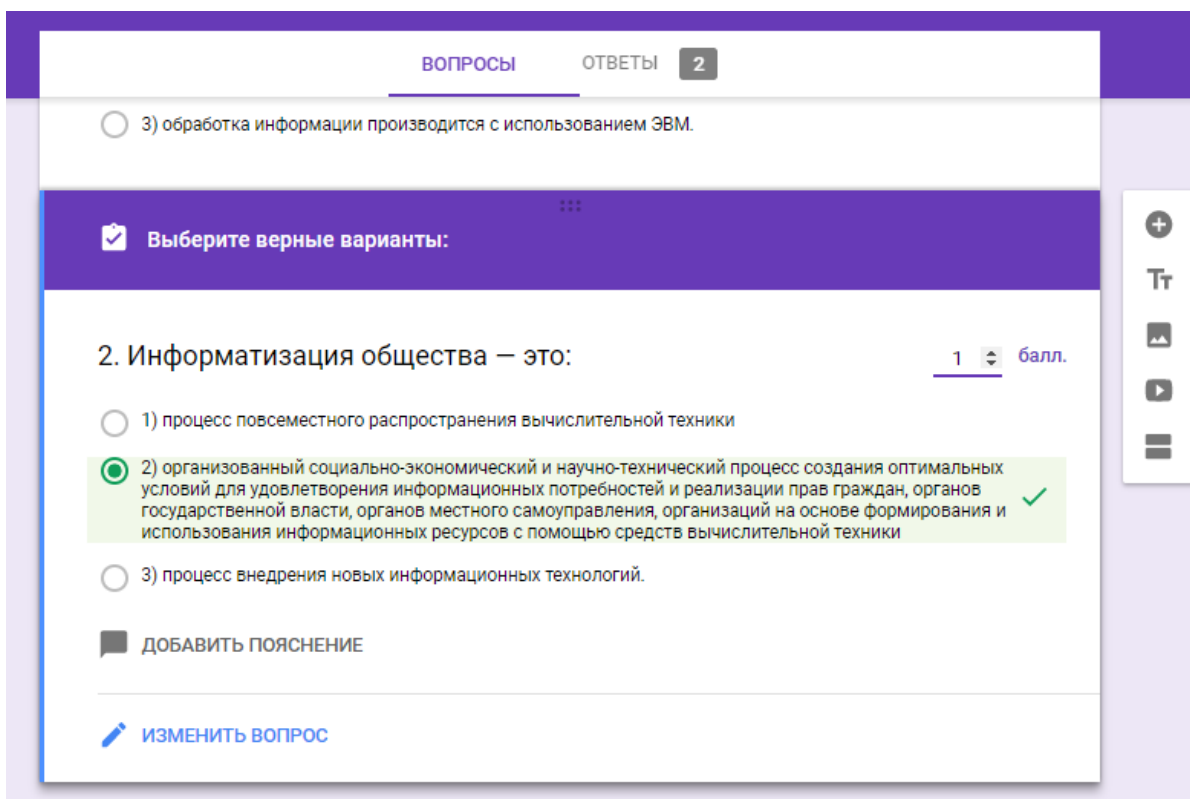 ВОПРОСЫ ОТВЕТЫ 2
3) обработка информации производится с использованием ЭВМ.
Выберите верные варианты:
Тт
2. Информатизация общества — это:
1 балл.
1) процесс повсеместного распространения вычислительной техники
2) организованный социально-экономический и научно-технический процесс создания оптимальных
условий для удовлетворения информационных потребностей и реализации прав граждан, органов
государственной власти, органов местного самоуправления, организаций на основе формирования и
использования информационных ресурсов с помощью средств вычислительной техники
3) процесс внедрения новых информационных технологий.
ДОБАВИТЬ ПОЯСНЕНИЕ
ИЗМЕНИТЬ ВОПРОС